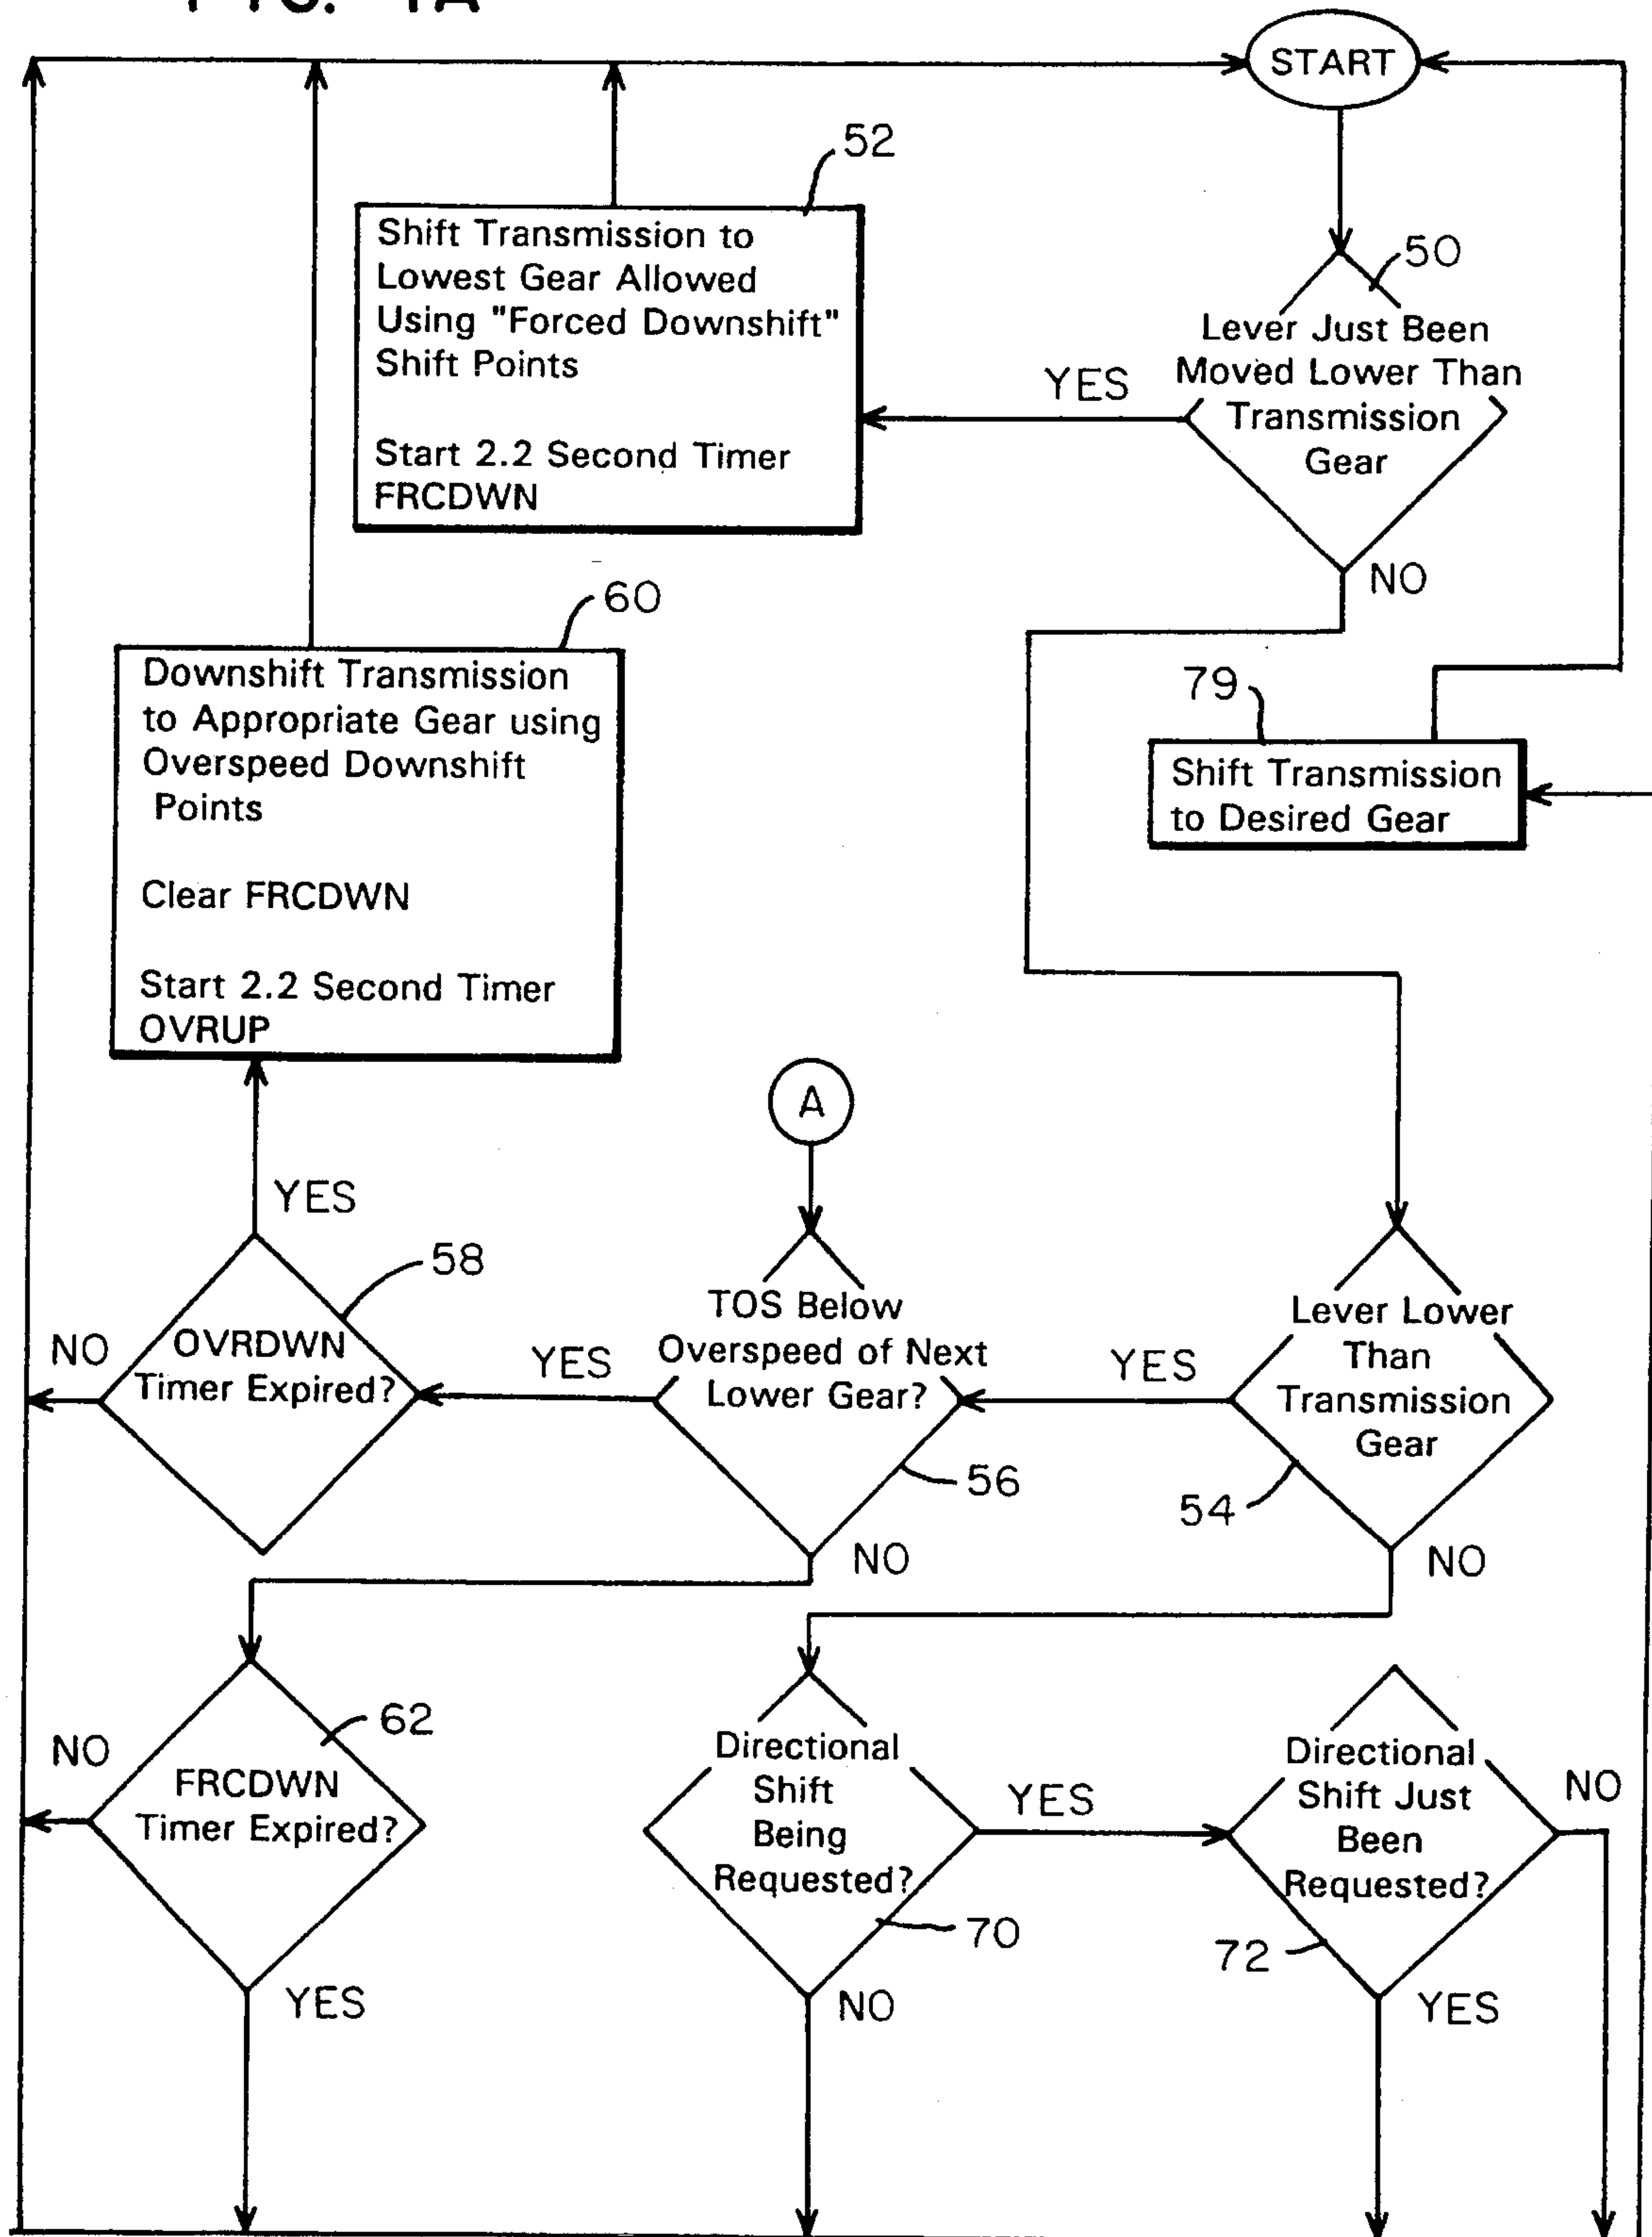 FIG. 4A
START
52
Shift Transmission to
Lowest Gear Allowed
Using "Forced Downshift"
Shift Points
Start 2.2 Second Timer
FRCDWN
50
Lever Just Been
Moved Lower Than
Transmission
Gear
YES
NO
60
Downshift Transmission
to Appropriate Gear using
Overspeed Downshift
Points
Clear FRCDWN
Start 2.2 Second Timer
OVRUP
79
Shift Transmission
to Desired Gear
A
YES
58
OVRDWN
Timer Expired?
NO
YES
TOS Below
Overspeed of Next
Lower Gear?
56
NO
YES
Lever Lower
Than
Transmission
Gear
54
NO
62
NO
FRCDWN
Timer Expired?
YES
Directional
Shift
Being
Requested?
70
YES
NO
Directional
Shift Just
Been
Requested?
72
NO
YES